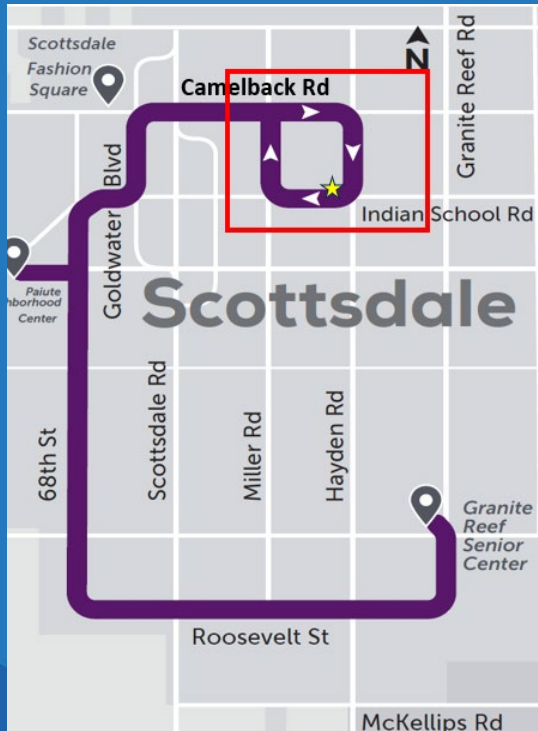 Scottsdale
Fashion
Square
Camelback Rd
N
Granite Reef Rd
Goldwater Blvd
Indian School Rd
Paiute
hborhood
Center
Scottsdale
68th St
Scottsdale Rd
Miller Rd
Hayden Rd
Granite
Reef
Senior
Center
Roosevelt St
McKellips Rd